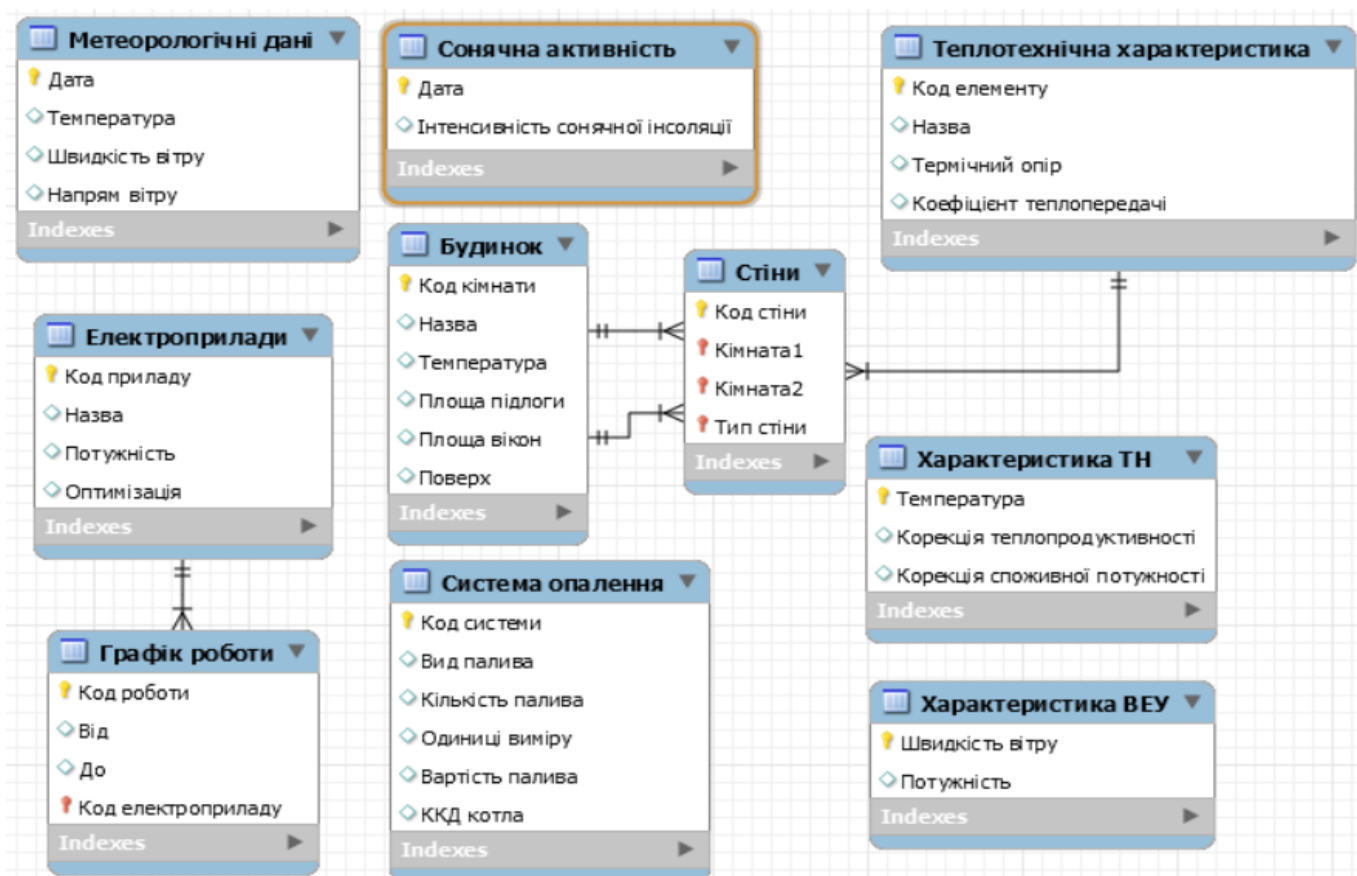 Метеорологічні дані
Дата
Температура
Швидкість вітру
Напрям вітру
Indexes
Сонячна активність
Дата
Інтенсивність сонячної інсоляції
Indexes
Теплотехнічна характеристика
Код елементу
Назва
Термічний опір
Коефіцієнт теплопередачі
Indexes
Будинок
Код кімнати
Назва
Температура
Площа підлоги
Площа вікон
Поверх
Indexes
Стіни
Код стіни
Кімната1
Кімната2
Тип стіни
Indexes
Електроприлади
Код приладу
Назва
Потужність
Оптимізація
Indexes
Характеристика ТН
Температура
Корекція теплопродуктивності
Корекція споживної потужності
Indexes
Система опалення
Код системи
Вид палива
Кількість палива
Одиниці виміру
Вартість палива
ККД котла
Indexes
Графік роботи
Код роботи
Від
До
Код електроприладу
Indexes
Характеристика ВЕУ
Швидкість вітру
Потужність
Indexes